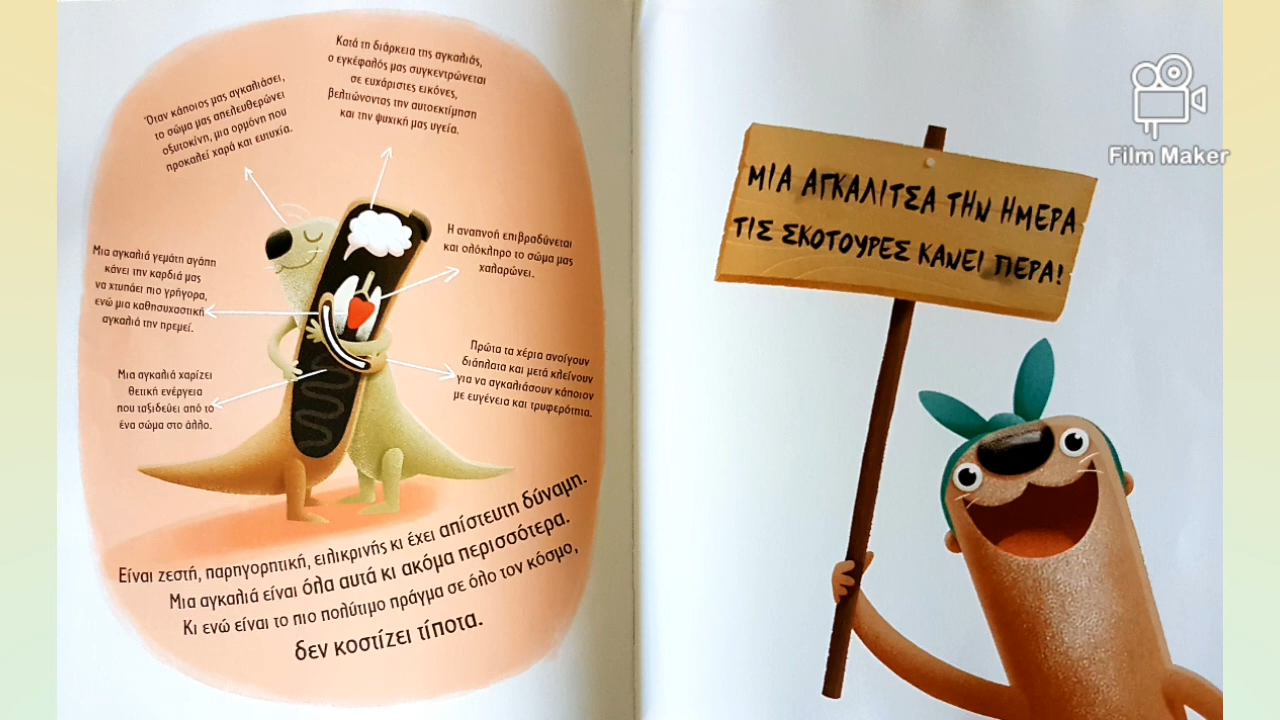 Όταν κάποιος μας αγκαλιάσει,
το σώμα μας απελευθερώνει
οξυτοκίνη, μια ορμόνη που
προκαλεί χαρά και ευτυχία.
Κατά τη διάρκεια της αγκαλιάς,
ο εγκέφαλός μας συγκεντρώνεται
σε ευχάριστες εικόνες,
βελτιώνοντας την αυτοεκτίμηση
και την ψυχική μας υγεία.
Μια αγκαλιά γεμάτη αγάπη
κάνει την καρδιά μας
να χτυπάει πιο γρήγορα,
ενώ μια καθησυχαστική
αγκαλιά την ηρεμεί.
Η αναπνοή επιβραδύνεται
και ολόκληρο το σώμα μας
χαλαρώνει.
Μια αγκαλιά χαρίζει
θετική ενέργεια
που ταξιδεύει από το
ένα σώμα στο άλλο.
Πρώτα τα χέρια ανοίγουν
διάπλατα και μετά κλείνουν
για να αγκαλιάσουν κάποιον
με ευγένεια και τρυφερότητα.
Είναι ζεστή, παρηγορητική, ειλικρινής κι έχει απίστευτη δύναμη.
Μια αγκαλιά είναι όλα αυτά κι ακόμα περισσότερα.
Κι ενώ είναι το πιο πολύτιμο πράγμα σε όλο τον κόσμο,
δεν κοστίζει τίποτα.
ΜΙΑ ΑΓΚΑΛΙΤΣΑ ΤΗΝ ΗΜΕΡΑ
ΤΙΣ ΣΚΟΤΟΥΡΕΣ ΚΑΝΕΙ ΠΕΡΑ!
Film Maker